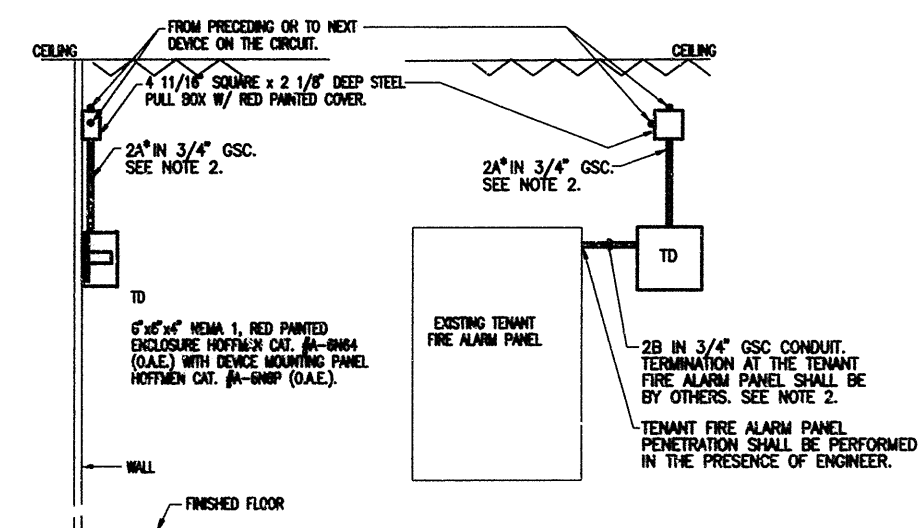 FROM PRECEDING OR TO NEXT
DEVICE ON THE CIRCUIT.
CEILING
CEILING
4 11/16" SQUARE x 2 1/8" DEEP STEEL
PULL BOX W/ RED PAINTED COVER.
2A* IN 3/4" GSC.
SEE NOTE 2.
2A* IN 3/4" GSC.
SEE NOTE 2.
TD
TD
6"x6"x4" NEMA 1, RED PAINTED
ENCLOSURE HOFFMAN CAT. #A-6N64
(O.A.E.) WITH DEVICE MOUNTING PANEL
HOFFMEN CAT. #A-6N6P (O.A.E.).
EXISTING TENANT
FIRE ALARM PANEL
2B IN 3/4" GSC CONDUIT.
TERMINATION AT THE TENANT
FIRE ALARM PANEL SHALL BE
BY OTHERS. SEE NOTE 2.
TENANT FIRE ALARM PANEL
PENETRATION SHALL BE PERFORMED
IN THE PRESENCE OF ENGINEER.
WALL
FINISHED FLOOR